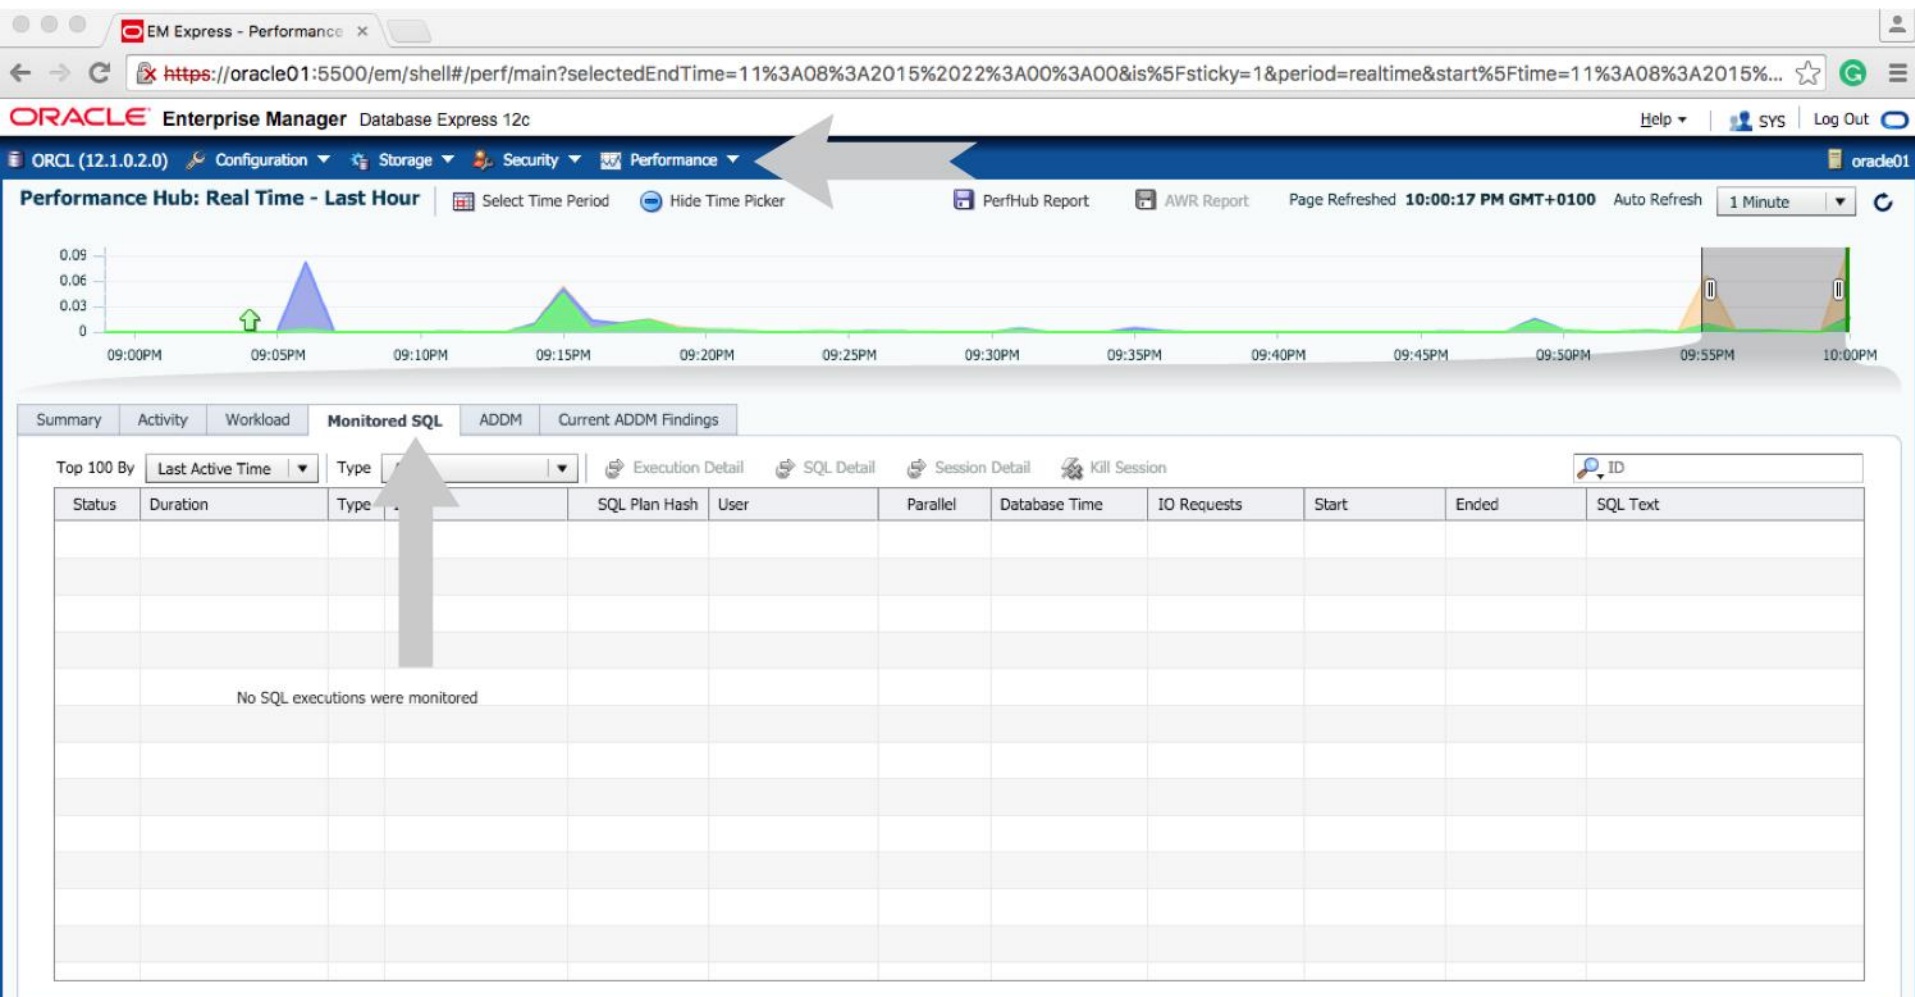 EM Express - Performance ×
https://oracle01:5500/em/shell#/perf/main?selectedEndTime=11%3A08%3A2015%2022%3A00%3A00&is%5Fsticky=1&period=realtime&start%5Ftime=11%3A08%3A2015%...
ORACLE Enterprise Manager Database Express 12c Help SYS Log Out
ORCL (12.1.0.2.0) Configuration Storage Security Performance oracle01
Performance Hub: Real Time - Last Hour Select Time Period Hide Time Picker PerfHub Report AWR Report Page Refreshed 10:00:17 PM GMT+0100 Auto Refresh 1 Minute
0.09
0.06
0.03
0
09:00PM 09:05PM 09:10PM 09:15PM 09:20PM 09:25PM 09:30PM 09:35PM 09:40PM 09:45PM 09:50PM 09:55PM 10:00PM
Summary Activity Workload Monitored SQL ADDM Current ADDM Findings
Top 100 By Last Active Time Type Execution Detail SQL Detail Session Detail Kill Session ID
Status Duration Type SQL Plan Hash User Parallel Database Time IO Requests Start Ended SQL Text
No SQL executions were monitored